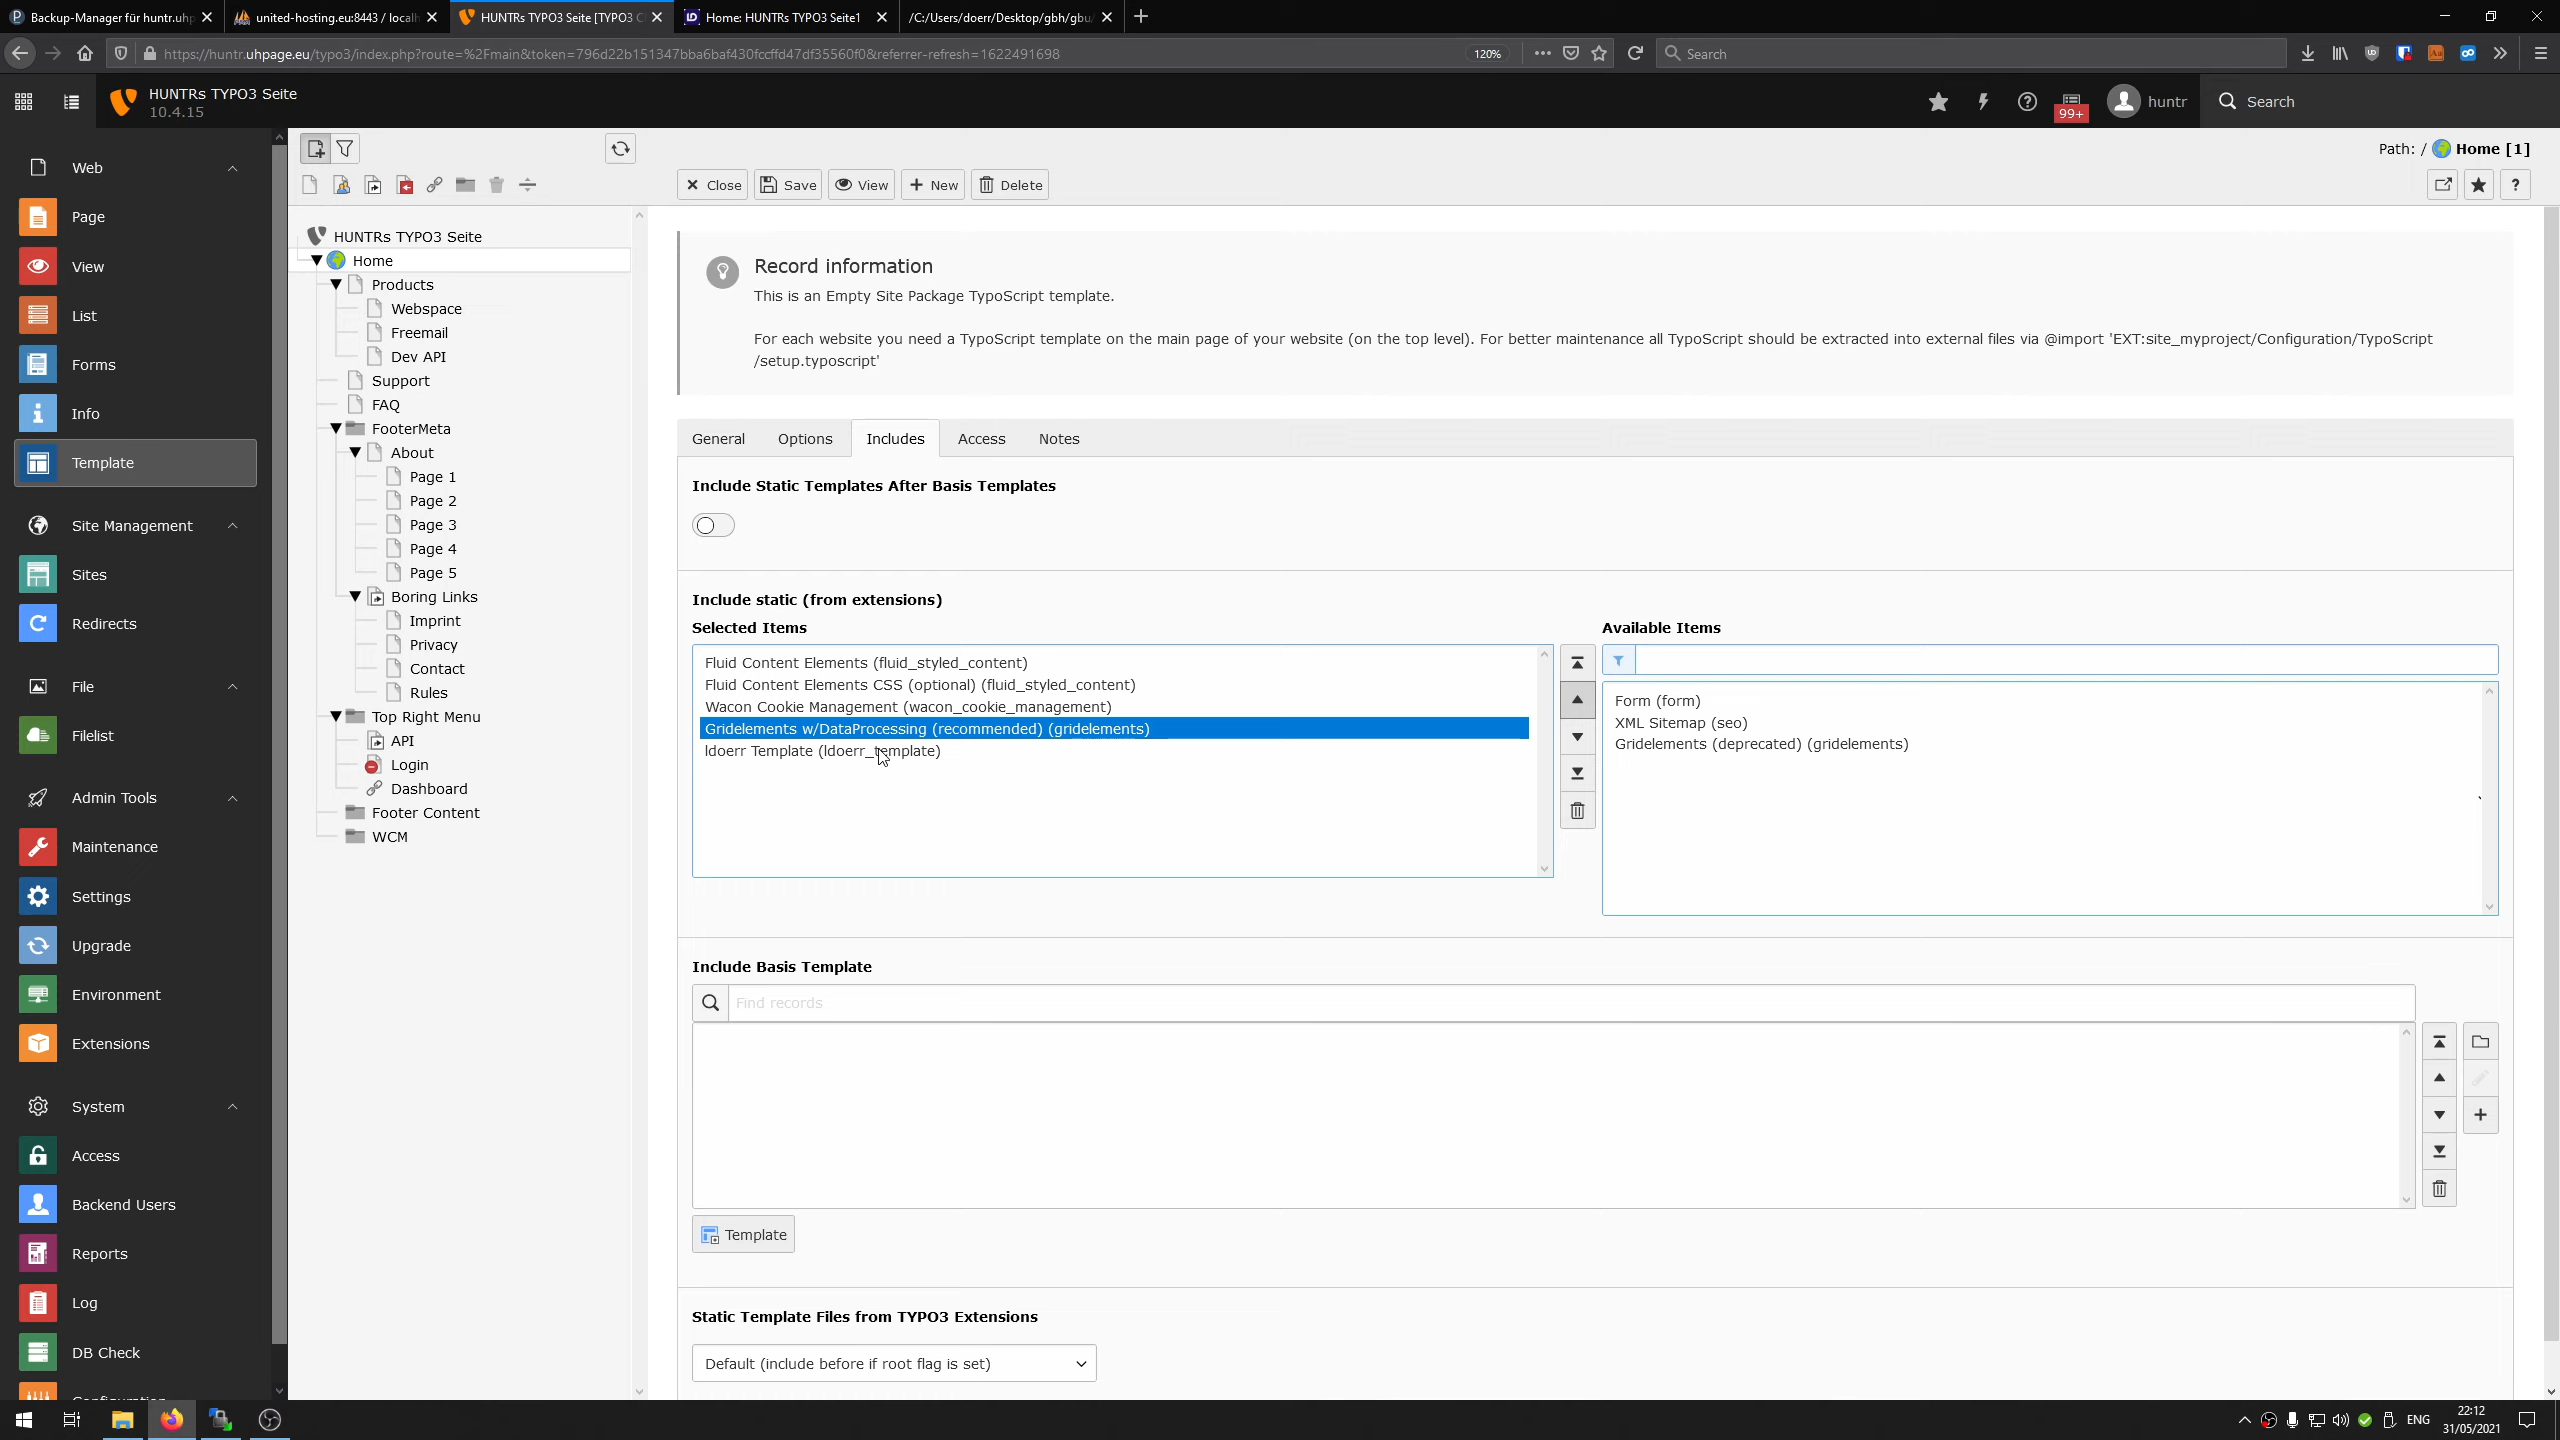 Backup-Manager für huntr.uhp
united-hosting.eu:8443 / localh
HUNTRs TYPO3 Seite [TYPO3 C
Home: HUNTRs TYPO3 Seite1
/C:/Users/doerr/Desktop/gbh/gbu/
https://huntr.uhpage.eu/typo3/index.php?route=%2Fmain&token=796d22b151347bba6baf430fccffd47df35560f0&referrer-refresh=1622491698
120%
Search
HUNTRs TYPO3 Seite
10.4.15
99+
huntr
Search
Web
Page
View
List
Forms
Info
Template
Site Management
Sites
Redirects
File
Filelist
Admin Tools
Maintenance
Settings
Upgrade
Environment
Extensions
System
Access
Backend Users
Reports
Log
DB Check
HUNTRs TYPO3 Seite
Home
Products
Webspace
Freemail
Dev API
Support
FAQ
FooterMeta
About
Page 1
Page 2
Page 3
Page 4
Page 5
Boring Links
Imprint
Privacy
Contact
Rules
Top Right Menu
API
Login
Dashboard
Footer Content
WCM
Path: / Home [1]
Close
Save
View
New
Delete
Record information
This is an Empty Site Package TypoScript template.
For each website you need a TypoScript template on the main page of your website (on the top level). For better maintenance all TypoScript should be extracted into external files via @import 'EXT:site_myproject/Configuration/TypoScript
/setup.typoscript'
General
Options
Includes
Access
Notes
Include Static Templates After Basis Templates
Include static (from extensions)
Selected Items
Fluid Content Elements (fluid_styled_content)
Fluid Content Elements CSS (optional) (fluid_styled_content)
Wacon Cookie Management (wacon_cookie_management)
Gridelements w/DataProcessing (recommended) (gridelements)
ldoerr Template (ldoerr_template)
Available Items
Form (form)
XML Sitemap (seo)
Gridelements (deprecated) (gridelements)
Include Basis Template
Find records
Template
Static Template Files from TYPO3 Extensions
Default (include before if root flag is set)
ENG
22:12
31/05/2021